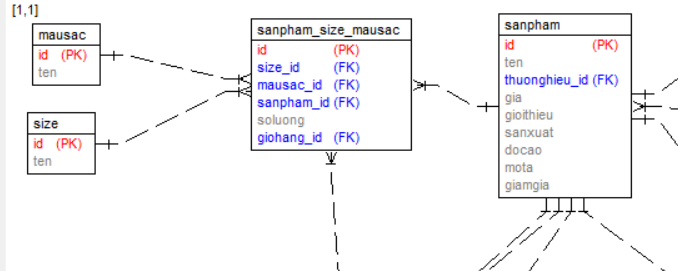 [1,1]
mausac
id (PK)
ten
size
id (PK)
ten
sanpham_size_mausac
id (PK)
size_id (FK)
mausac_id (FK)
sanpham_id (FK)
soluong
giohang_id (FK)
sanpham
id (PK)
ten
thuonghieu_id (FK)
gia
gioithieu
sanxuat
docao
mota
giamgia